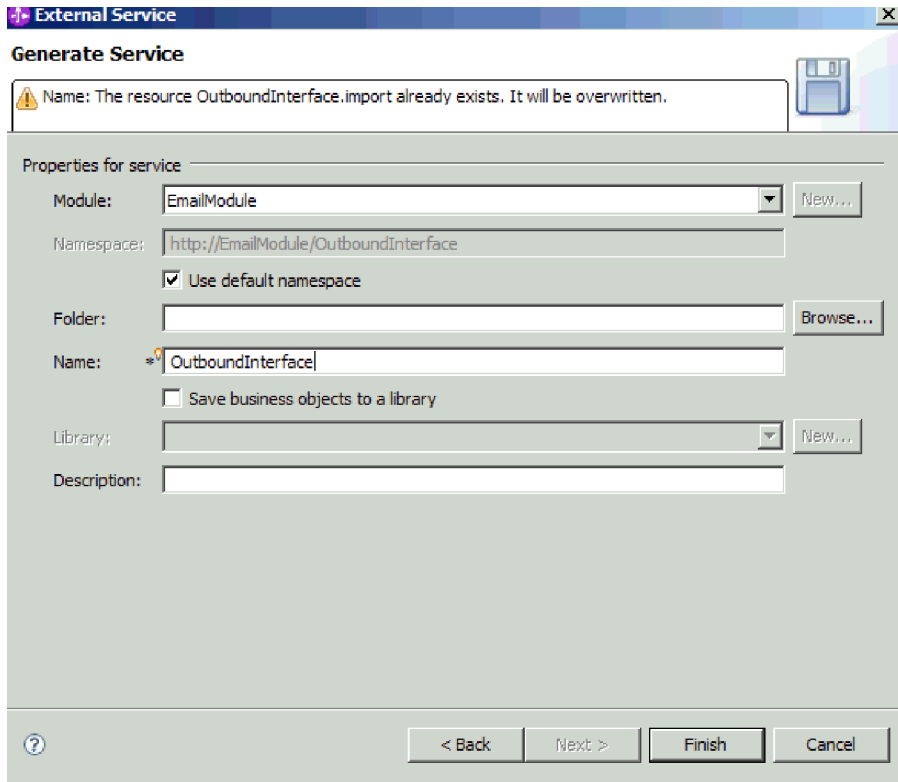 External Service
Generate Service
Name: The resource OutboundInterface.import already exists. It will be overwritten.
Properties for service
Module: EmailModule New...
Namespace: http://EmailModule/OutboundInterface
Use default namespace
Folder: Browse...
Name: * OutboundInterface
Save business objects to a library
Library: New...
Description:
? < Back Next > Finish Cancel